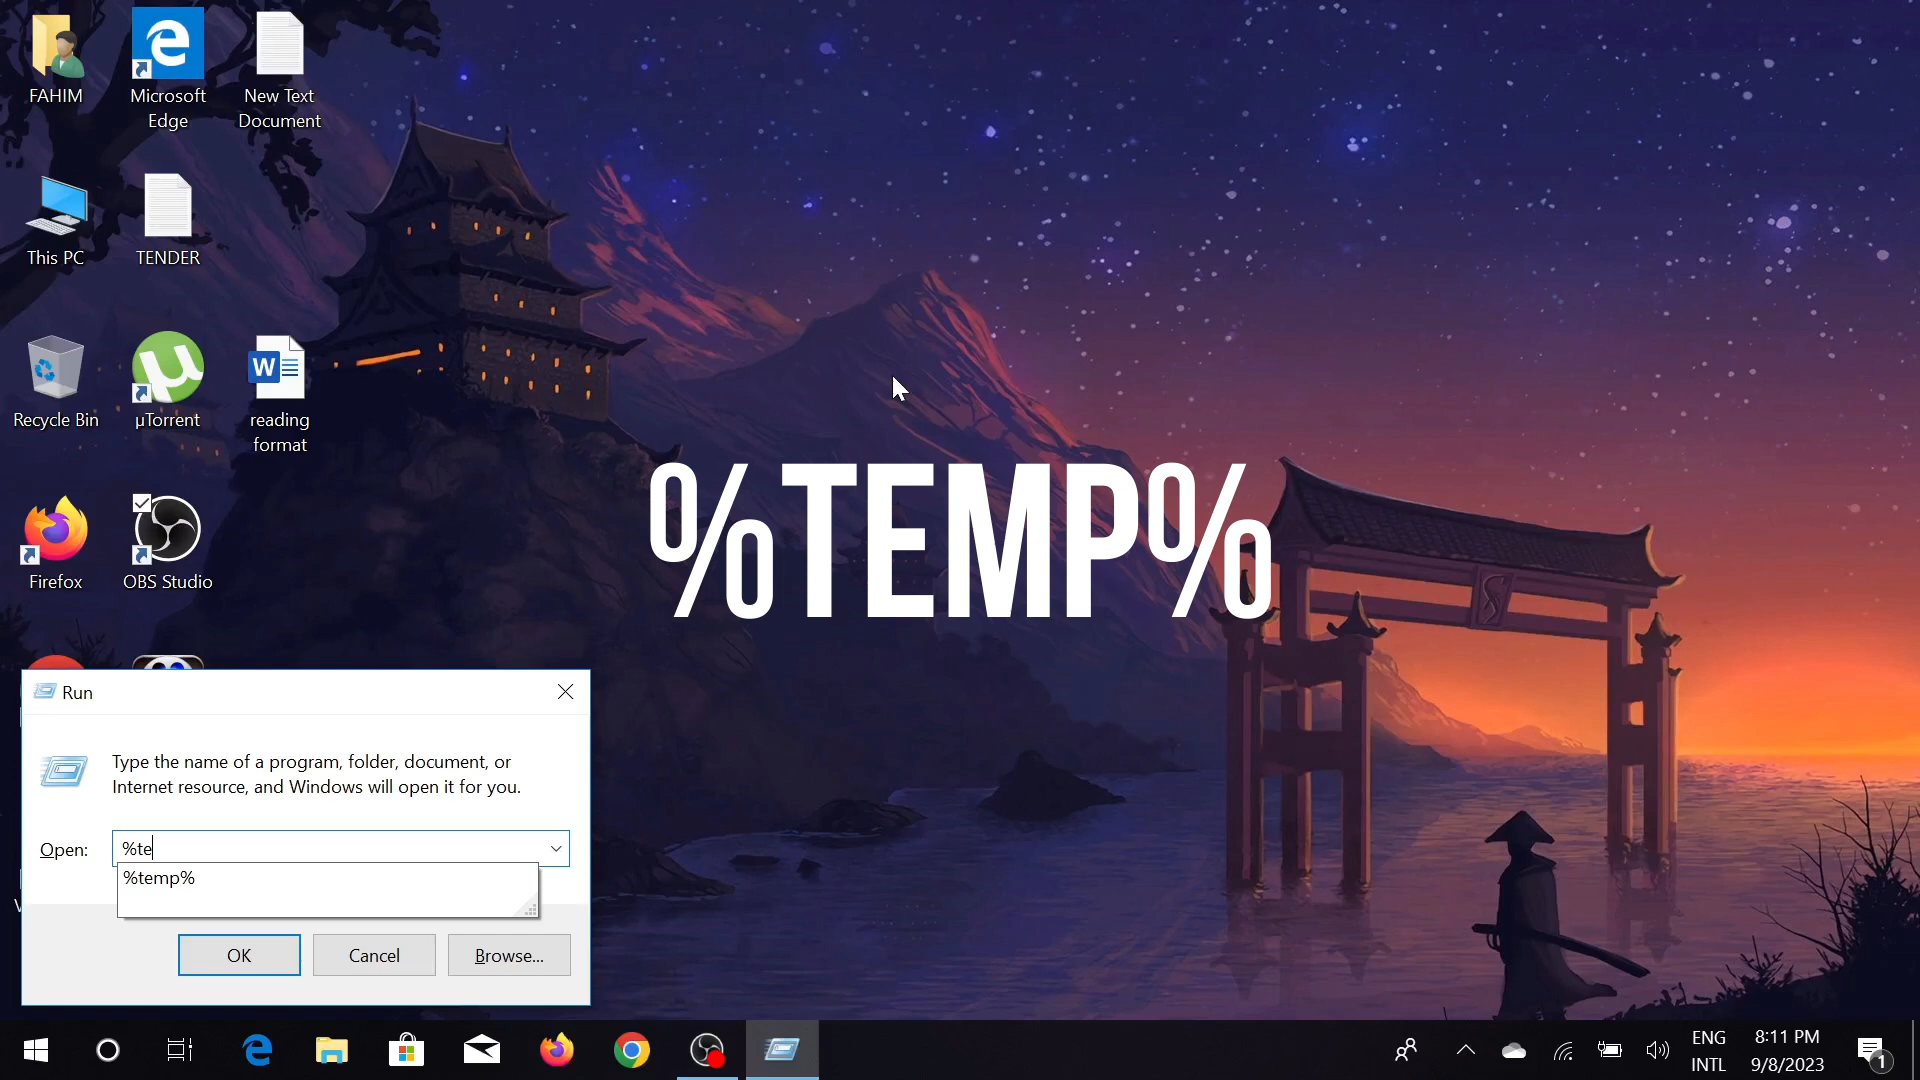 FAHIM
Microsoft
Edge
New Text
Document
This PC
TENDER
Recycle Bin
µTorrent
reading
format
Firefox
OBS Studio
%TEMP%
Run
Type the name of a program, folder, document, or
Internet resource, and Windows will open it for you.
Open:
%te
%temp%
OK
Cancel
Browse...
ENG
INTL
8:11 PM
9/8/2023
1